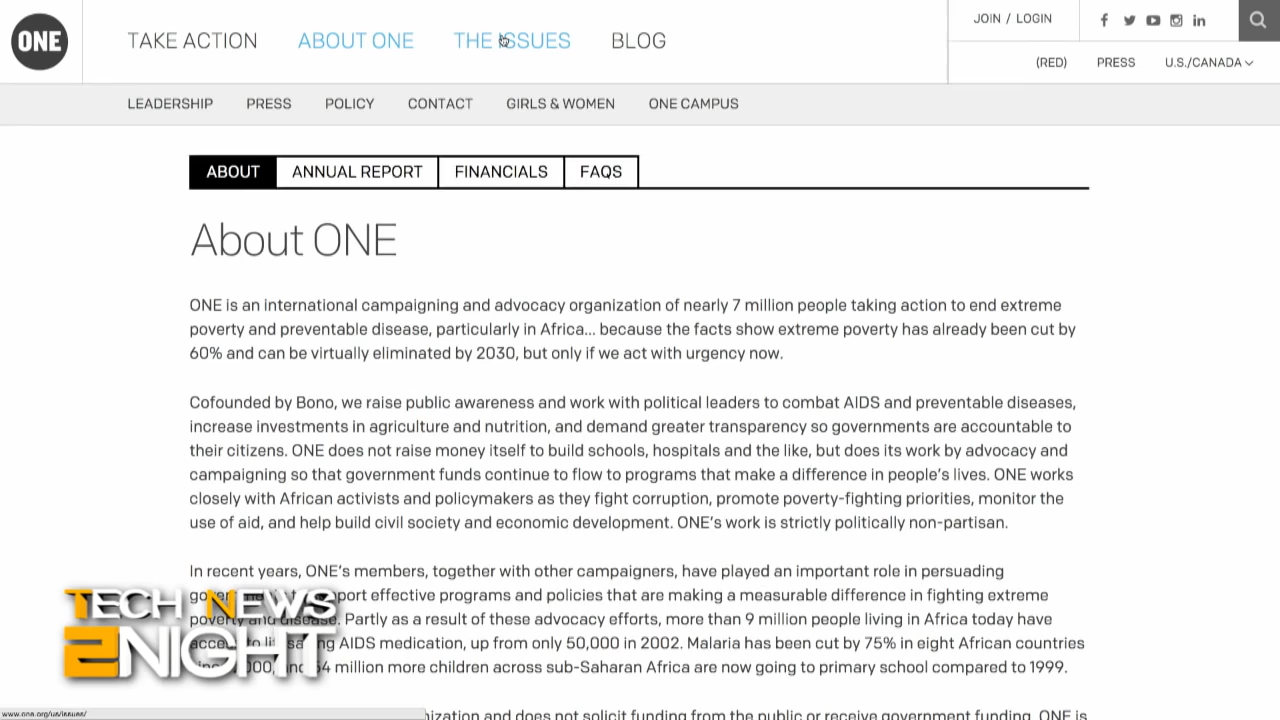 ONE
TAKE ACTION
ABOUT ONE
THE ISSUES
BLOG
JOIN / LOGIN
(RED)
PRESS
U.S./CANADA
LEADERSHIP
PRESS
POLICY
CONTACT
GIRLS & WOMEN
ONE CAMPUS
ABOUT
ANNUAL REPORT
FINANCIALS
FAQS
About ONE
ONE is an international campaigning and advocacy organization of nearly 7 million people taking action to end extreme
poverty and preventable disease, particularly in Africa... because the facts show extreme poverty has already been cut by
60% and can be virtually eliminated by 2030, but only if we act with urgency now.
Cofounded by Bono, we raise public awareness and work with political leaders to combat AIDS and preventable diseases,
increase investments in agriculture and nutrition, and demand greater transparency so governments are accountable to
their citizens. ONE does not raise money itself to build schools, hospitals and the like, but does its work by advocacy and
campaigning so that government funds continue to flow to programs that make a difference in people's lives. ONE works
closely with African activists and policymakers as they fight corruption, promote poverty-fighting priorities, monitor the
use of aid, and help build civil society and economic development. ONE's work is strictly politically non-partisan.
In recent years, ONE's members, together with other campaigners, have played an important role in persuading
effective programs and policies that are making a measurable difference in fighting extreme
poverty and disease. Partly as a result of these advocacy efforts, more than 9 million people living in Africa today have
AIDS medication, up from only 50,000 in 2002. Malaria has been cut by 75% in eight African countries
million more children across sub-Saharan Africa are now going to primary school compared to 1999.
and does not solicit funding from the public or receive government funding. ONE is
TECH NEWS
2NIGHT
www.one.org/us/issues/